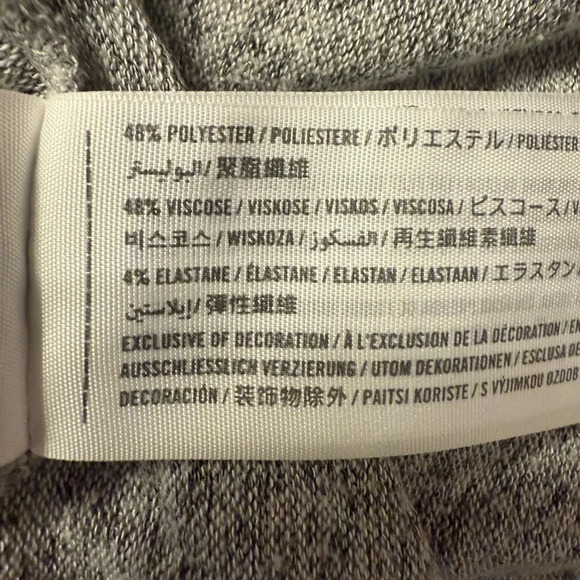 48% POLYESTER / POLIESTERE / ポリエステル / POLIÉSTER
البوليستر / 聚脂纖維
48% VISCOSE / VISKOSE / VISKOS / VISCOSA / ビスコース /
비스코스 / WISKOZA / الفسكوز / 再生纖維素纖維
4% ELASTANE / ÉLASTANE / ELASTAN / ELASTAAN / エラスタン
إيلاستين / 彈性纖維
EXCLUSIVE OF DECORATION / À L'EXCLUSION DE LA DÉCORATION /
AUSSCHLIESSLICH VERZIERUNG / UTOM DEKORATIONEN / ESCLUSA DE
DECORACIÓN / 装飾物除外 / PAITSI KORISTE / S VÝJIMKOU OZDOB